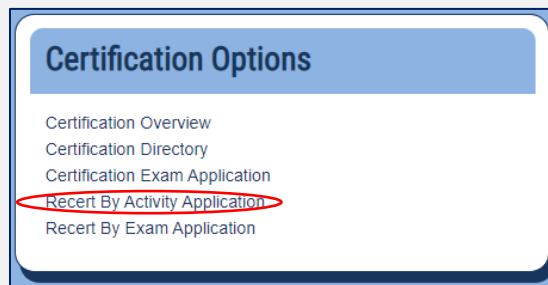 Certification Options
Certification Overview
Certification Directory
Certification Exam Application
Recert By Activity Application
Recert By Exam Application